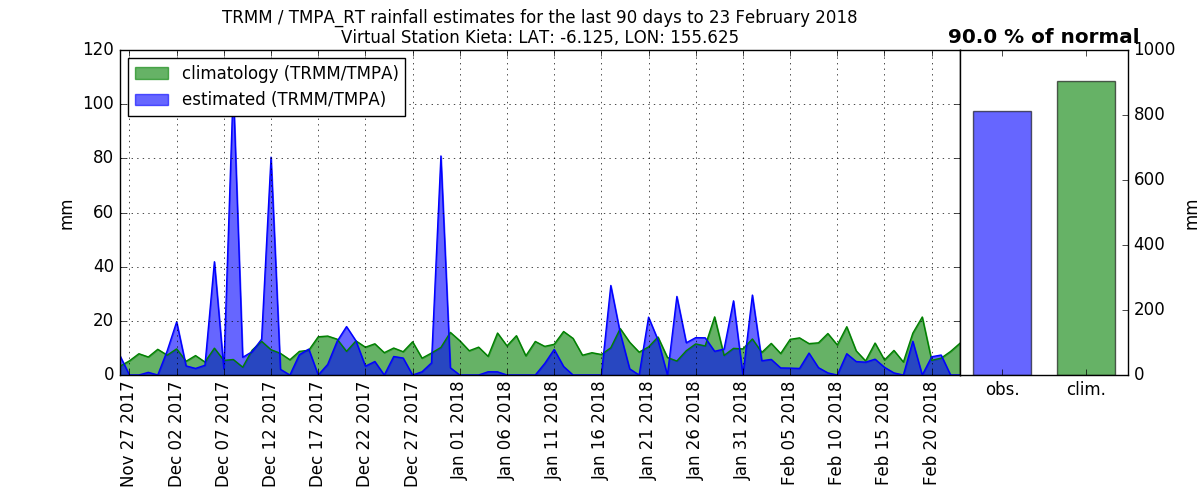 TRMM / TMPA_RT rainfall estimates for the last 90 days to 23 February 2018
Virtual Station Kieta: LAT: -6.125, LON: 155.625
90.0 % of normal
climatology (TRMM/TMPA)
estimated (TRMM/TMPA)
120
100
80
60
40
20
0
mm
1000
800
600
400
200
0
mm
Nov 27 2017
Dec 02 2017
Dec 07 2017
Dec 12 2017
Dec 17 2017
Dec 22 2017
Dec 27 2017
Jan 01 2018
Jan 06 2018
Jan 11 2018
Jan 16 2018
Jan 21 2018
Jan 26 2018
Jan 31 2018
Feb 05 2018
Feb 10 2018
Feb 15 2018
Feb 20 2018
obs.
clim.